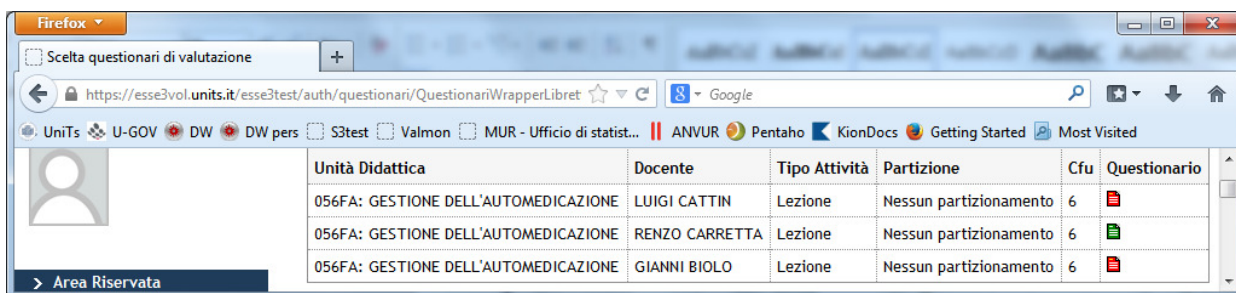 Firefox
Scelta questionari di valutazione
https://esse3vol.units.it/esse3test/auth/questionari/QuestionariWrapperLibret
Google
UniTs U-GOV DW DW pers S3test Valmon MUR - Ufficio di statist... ANVUR Pentaho KionDocs Getting Started Most Visited
Unità Didattica Docente Tipo Attività Partizione Cfu Questionario
056FA: GESTIONE DELL'AUTOMEDICAZIONE LUIGI CATTIN Lezione Nessun partizionamento 6
056FA: GESTIONE DELL'AUTOMEDICAZIONE RENZO CARRETTA Lezione Nessun partizionamento 6
056FA: GESTIONE DELL'AUTOMEDICAZIONE GIANNI BIOLO Lezione Nessun partizionamento 6
Area Riservata